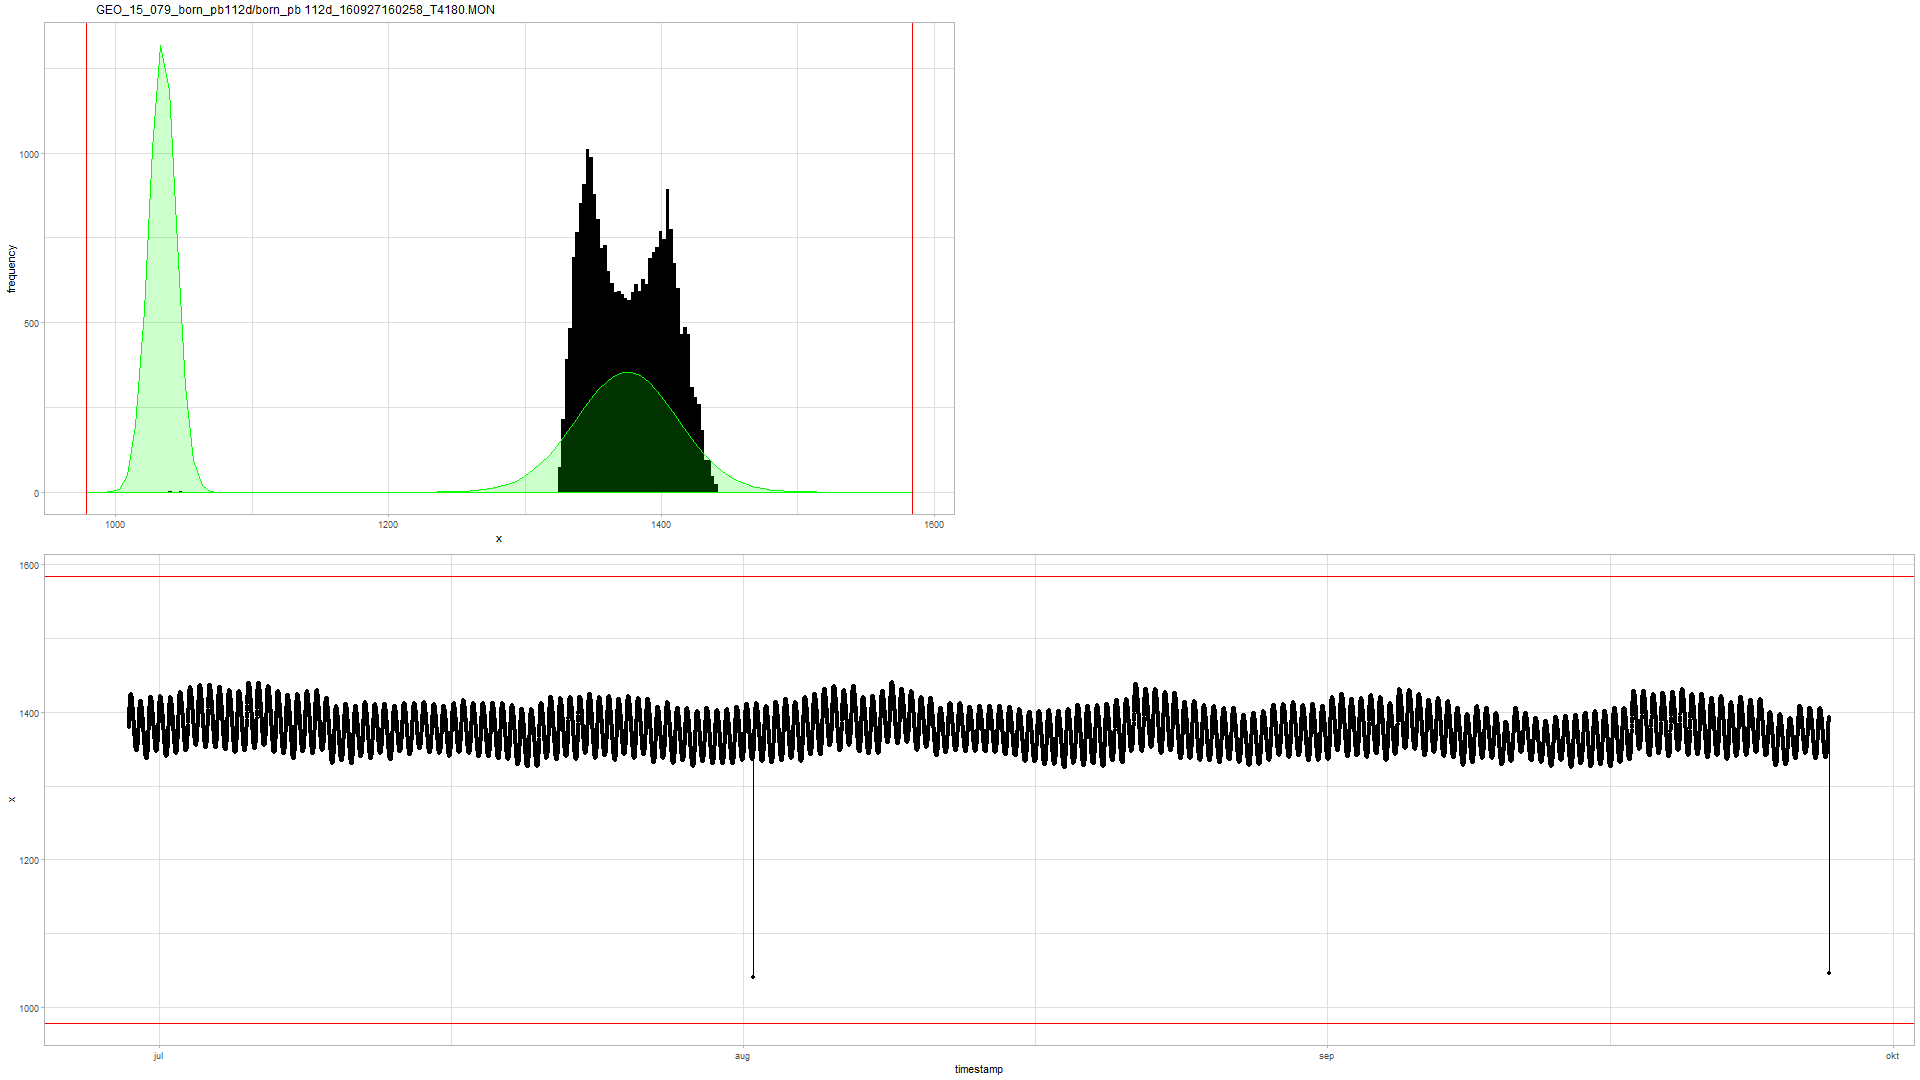 GEO_15_079_born_pb112d/born_pb 112d_160927160258_T4180.MON
frequency
1000
500
0
1000 1200 1400 1600
x
x
1600
1400
1200
1000
jul aug sep okt
timestamp